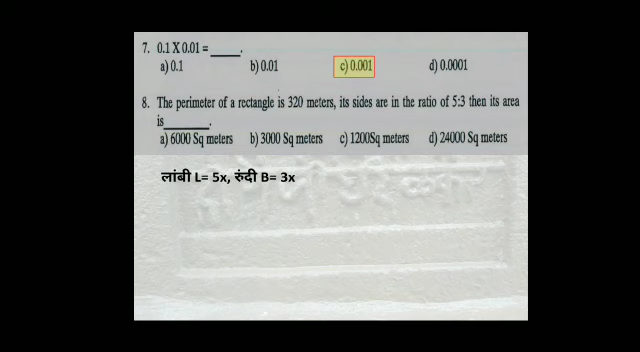 7. 0.1 X 0.01 = _____.
a) 0.1 b) 0.01 c) 0.001 d) 0.0001
8. The perimeter of a rectangle is 320 meters, its sides are in the ratio of 5:3 then its area
is________.
a) 6000 Sq meters b) 3000 Sq meters c) 1200Sq meters d) 24000 Sq meters
लांबी L= 5x, रुंदी B= 3x